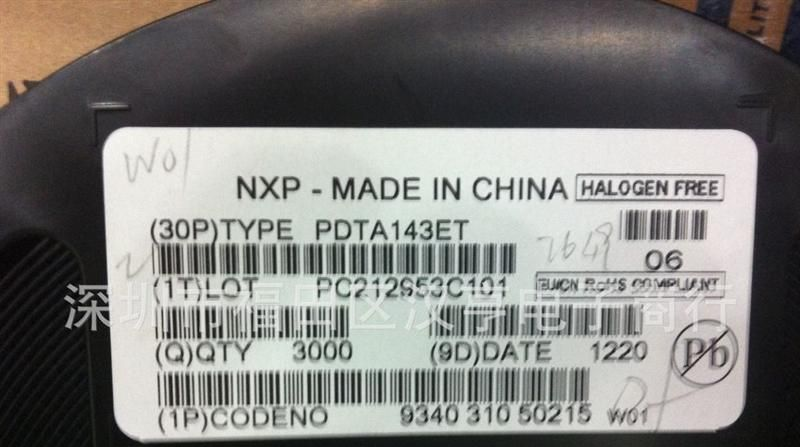 W01
NXP - MADE IN CHINA HALOGEN FREE
(30P)TYPE PDTA143ET
06
(1T)LOT PC212953C101 EU/CN RoHS COMPLIANT
深圳市福田区汉亨电子商行
(Q)QTY 3000 (9D)DATE 1220
Pb
(1P)CODENO 9340 310 50215 W01